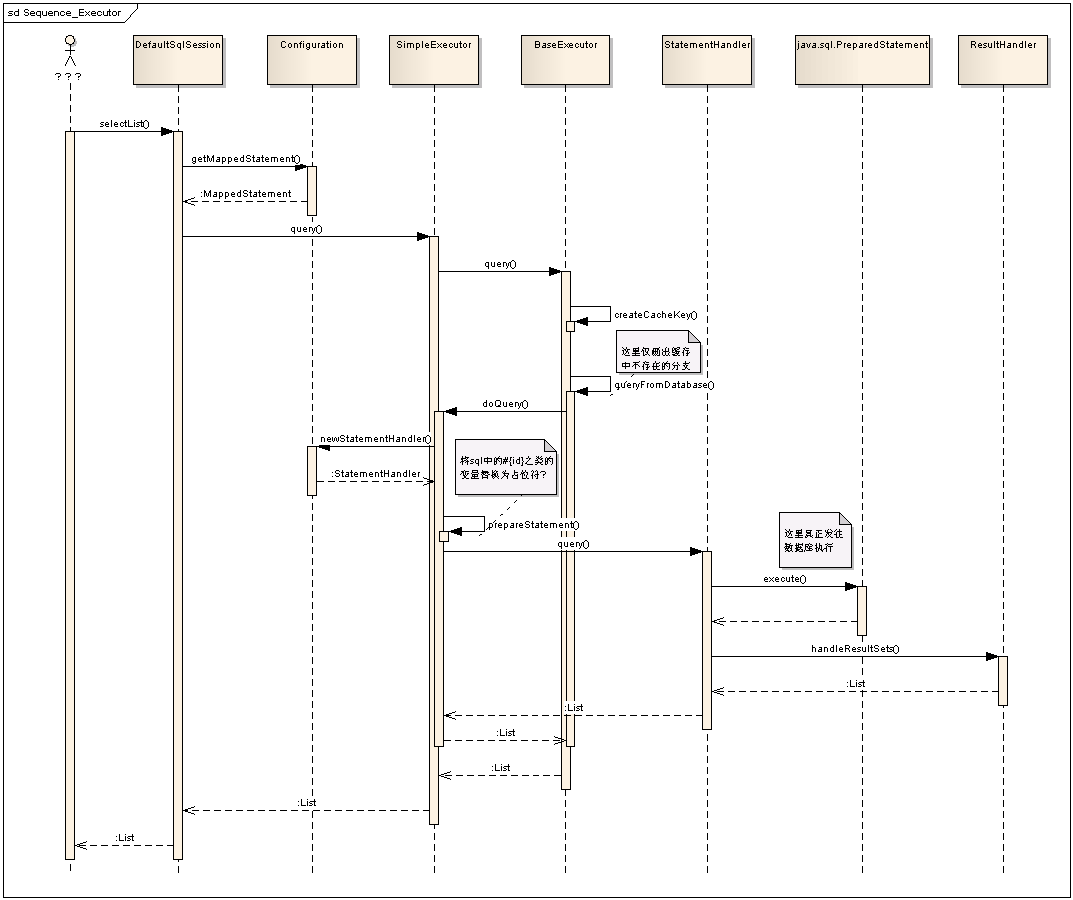 sd Sequence_Executor
???
DefaultSqlSession
Configuration
SimpleExecutor
BaseExecutor
StatementHandler
java.sql.PreparedStatement
ResultHandler
selectList()
getMappedStatement()
:MappedStatement
query()
query()
createCacheKey()
这里仅画出缓存
中不存在的分支
queryFromDatabase()
doQuery()
newStatementHandler()
将sql中的#{id}之类的
变量替换为占位符?
:StatementHandler
prepareStatement()
这里真正发往
数据库执行
query()
execute()
handleResultSets()
:List
:List
:List
:List
:List
:List